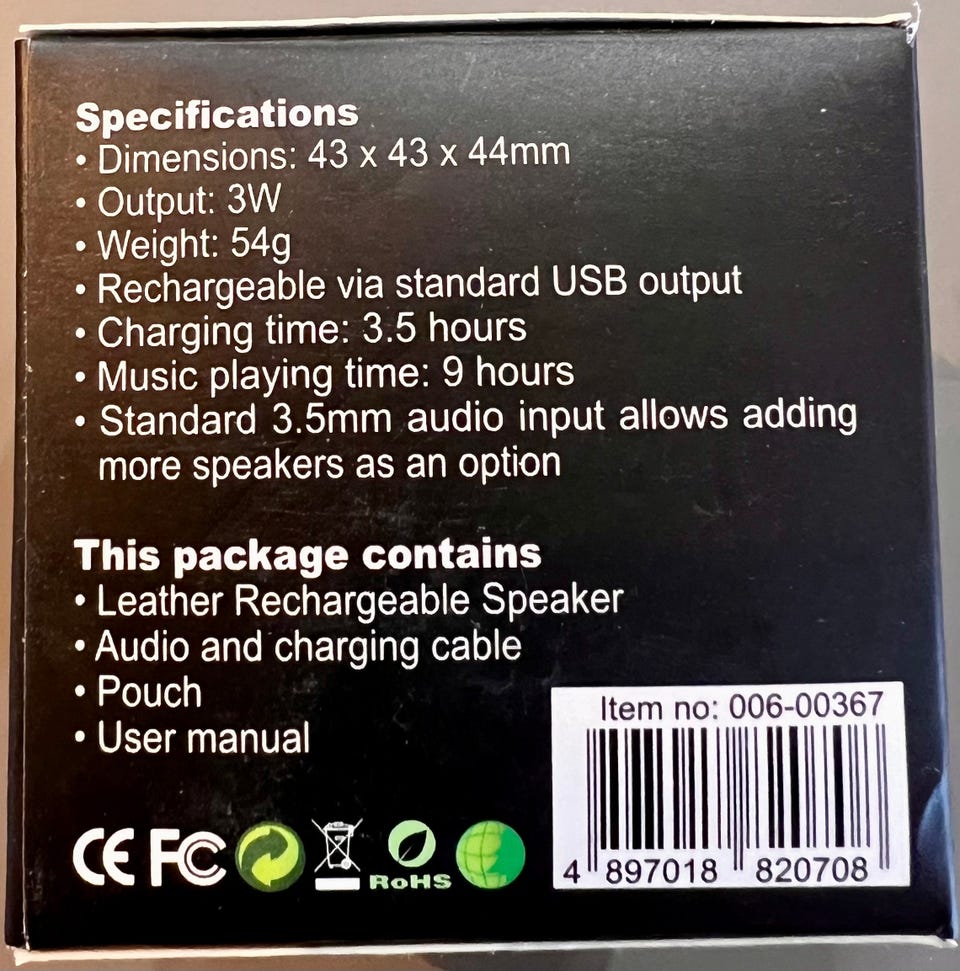 Specifications
• Dimensions: 43 x 43 x 44mm
• Output: 3W
• Weight: 54g
• Rechargeable via standard USB output
• Charging time: 3.5 hours
• Music playing time: 9 hours
• Standard 3.5mm audio input allows adding
more speakers as an option
This package contains
• Leather Rechargeable Speaker
• Audio and charging cable
• Pouch
• User manual
Item no: 006-00367
4 897018 820708
CE FC RoHS